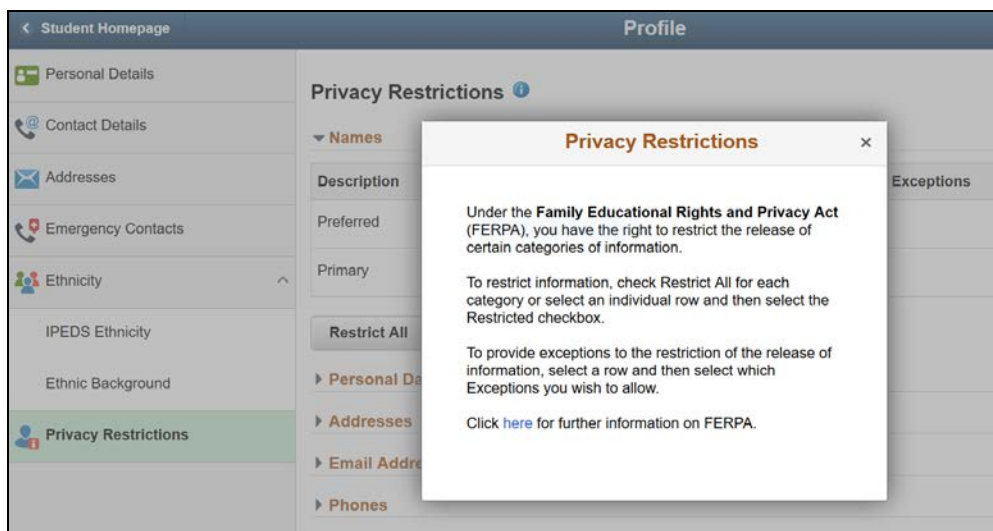 Student Homepage
Profile
Personal Details
Contact Details
Addresses
Emergency Contacts
Ethnicity
IPEDS Ethnicity
Ethnic Background
Privacy Restrictions
Privacy Restrictions
Names
Description
Exceptions
Preferred
Primary
Restrict All
Personal Da
Addresses
Email Addre
Phones
Privacy Restrictions
Under the Family Educational Rights and Privacy Act
(FERPA), you have the right to restrict the release of
certain categories of information.
To restrict information, check Restrict All for each
category or select an individual row and then select the
Restricted checkbox.
To provide exceptions to the restriction of the release of
information, select a row and then select which
Exceptions you wish to allow.
Click here for further information on FERPA.